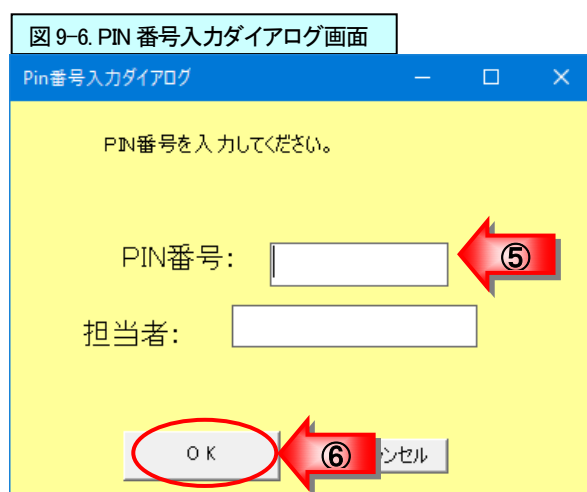 図 9-6. PIN 番号入力ダイアログ画面
Pin番号入力ダイアログ
PIN番号を入力してください。
PIN番号:
⑤
担当者:
OK
⑥
ンセル